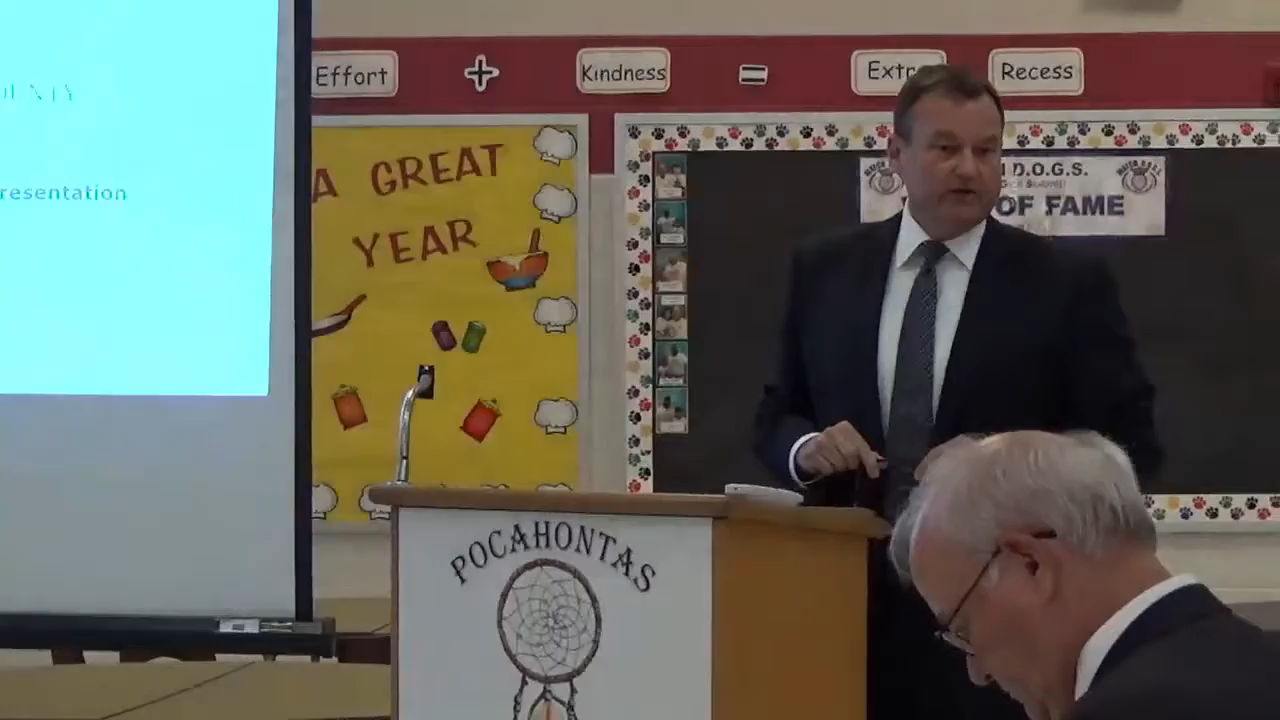 Effort + Kindness = Extr Recess
A GREAT
YEAR
resentation
D.O.G.S.
OF FAME
POCAHONTAS